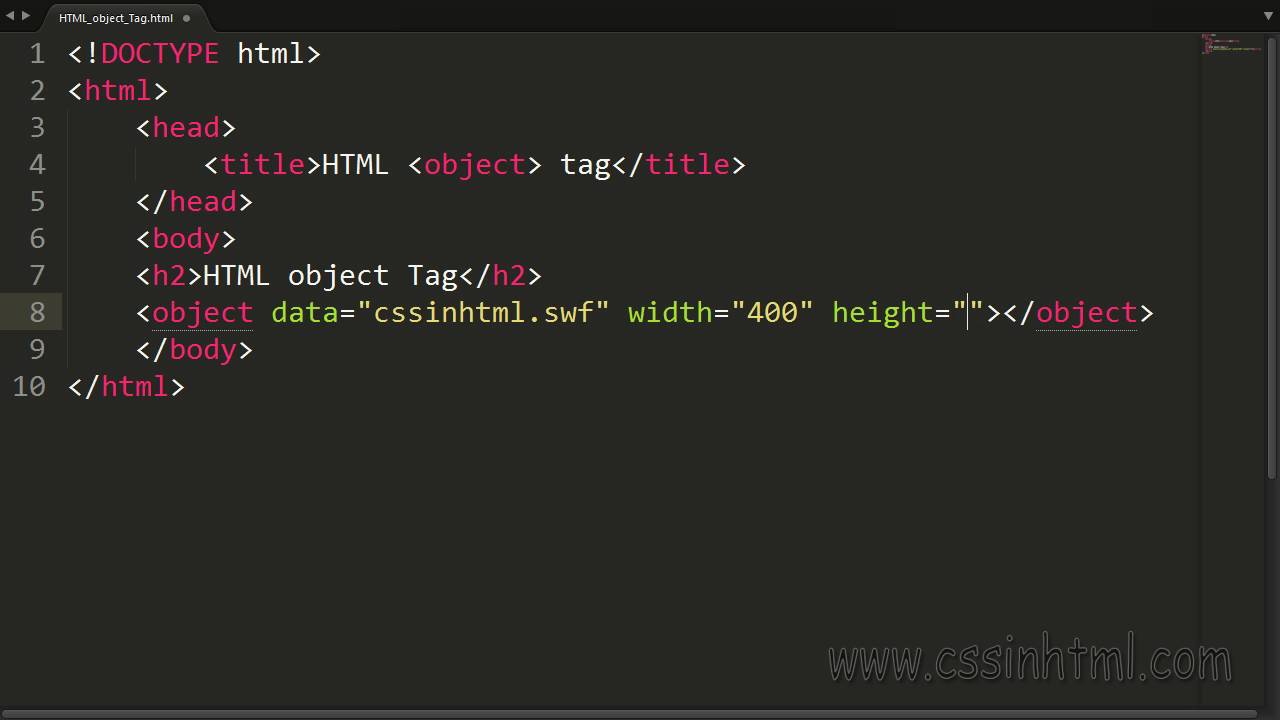 HTML_object_Tag.html
1 <!DOCTYPE html>
2 <html>
3     <head>
4         <title>HTML <object> tag</title>
5     </head>
6     <body>
7     <h2>HTML object Tag</h2>
8     <object data="cssinhtml.swf" width="400" height=""></object>
9     </body>
10 </html>
www.cssinhtml.com